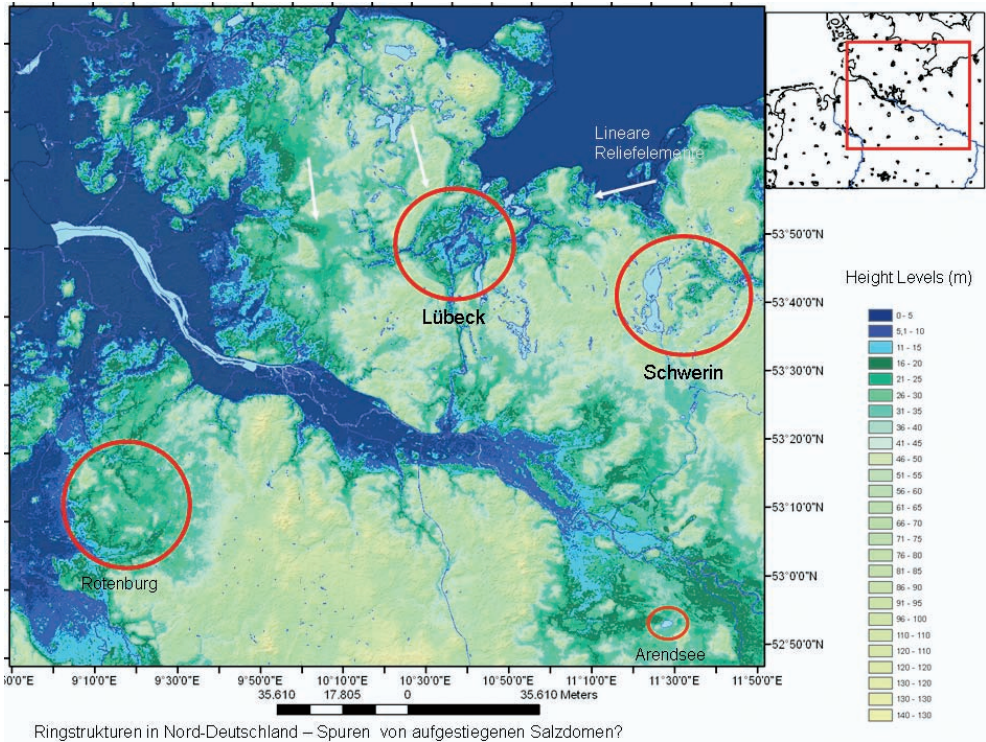 Lineare
Reliefelemente
53°50'0"N
53°40'0"N
53°30'0"N
53°20'0"N
53°10'0"N
53°0'0"N
52°50'0"N
Lübeck
Schwerin
Rotenburg
Arendsee
Height Levels (m)
0 - 5
5,1 - 10
11 - 15
16 - 20
21 - 25
26 - 30
31 - 35
36 - 40
41 - 45
46 - 50
51 - 55
56 - 60
61 - 65
66 - 70
71 - 75
76 - 80
81 - 85
86 - 90
91 - 95
96 - 100
110 - 110
120 - 110
120 - 120
130 - 120
130 - 130
140 - 130
0'0"E 9°10'0"E 9°30'0"E 9°50'0"E 10°10'0"E 10°30'0"E 10°50'0"E 11°10'0"E 11°30'0"E 11°50'0"E
35.610 17.805 0 35.610 Meters
Ringstrukturen in Nord-Deutschland – Spuren von aufgestiegenen Salzdomen?